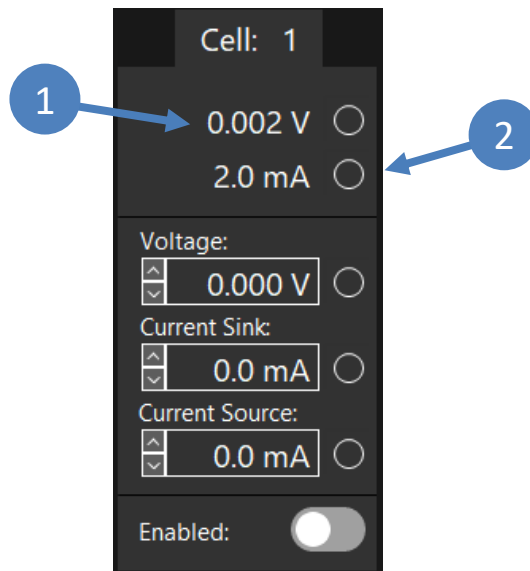 Cell: 1
1
0.002 V
2
2.0 mA
Voltage:
0.000 V
Current Sink:
0.0 mA
Current Source:
0.0 mA
Enabled: